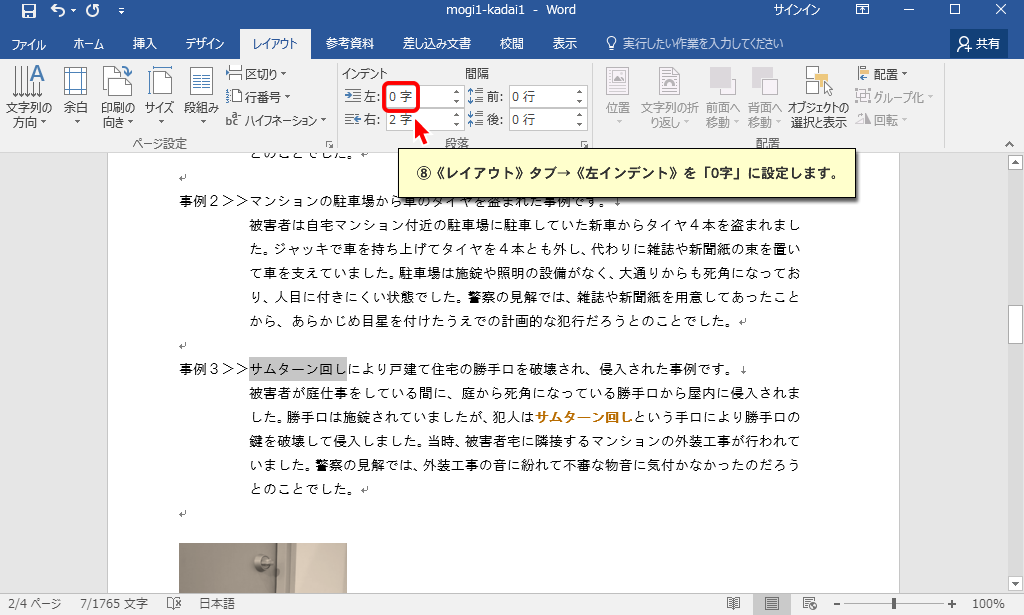 mogi1-kadai1 - Word
サインイン
ファイル ホーム 挿入 デザイン レイアウト 参考資料 差し込み文書 校閲 表示 実行したい作業を入力してください 共有
文字列の方向
余白
印刷の向き
サイズ
段組み
区切り
行番号
ハイフネーション
ページ設定
インデント
左: 0 字
右: 2 字
間隔
前: 0 行
後: 0 行
段落
位置
文字列の折り返し
前面へ移動
背面へ移動
オブジェクトの選択と表示
配置
グループ化
回転
配置
⑧《レイアウト》タブ→《左インデント》を「0字」に設定します。
とのことでした。
事例2>>マンションの駐車場から車のタイヤを盗まれた事例です。↓
被害者は自宅マンション付近の駐車場に駐車していた新車からタイヤ4本を盗まれまし
た。ジャッキで車を持ち上げてタイヤを4本とも外し、代わりに雑誌や新聞紙の束を置い
て車を支えていました。駐車場は施錠や照明の設備がなく、大通りからも死角になってお
り、人目に付きにくい状態でした。警察の見解では、雑誌や新聞紙を用意してあったこと
から、あらかじめ目星を付けたうえでの計画的な犯行だろうとのことでした。
事例3>>サムターン回しにより戸建て住宅の勝手口を破壊され、侵入された事例です。↓
被害者が庭仕事をしている間に、庭から死角になっている勝手口から屋内に侵入されま
した。勝手口は施錠されていましたが、犯人はサムターン回しという手口により勝手口の
鍵を破壊して侵入しました。当時、被害者宅に隣接するマンションの外装工事が行われて
いました。警察の見解では、外装工事の音に紛れて不審な物音に気付かなかったのだろう
とのことでした。
2/4 ページ 7/1765 文字 日本語 100%